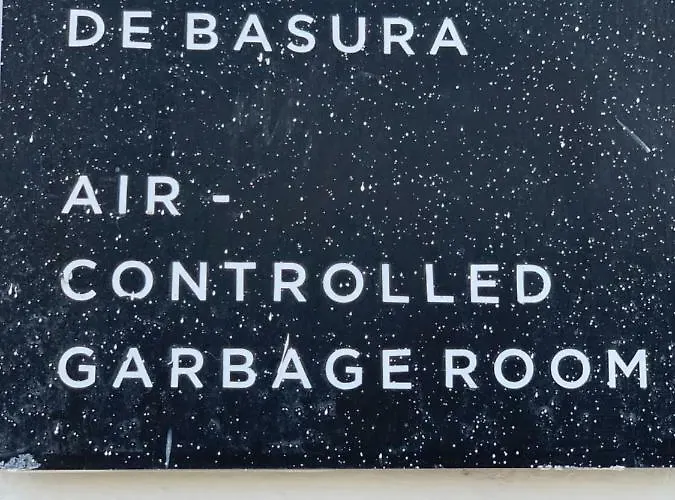 DE BASURA
AIR -
CONTROLLED
GARBAGE ROOM